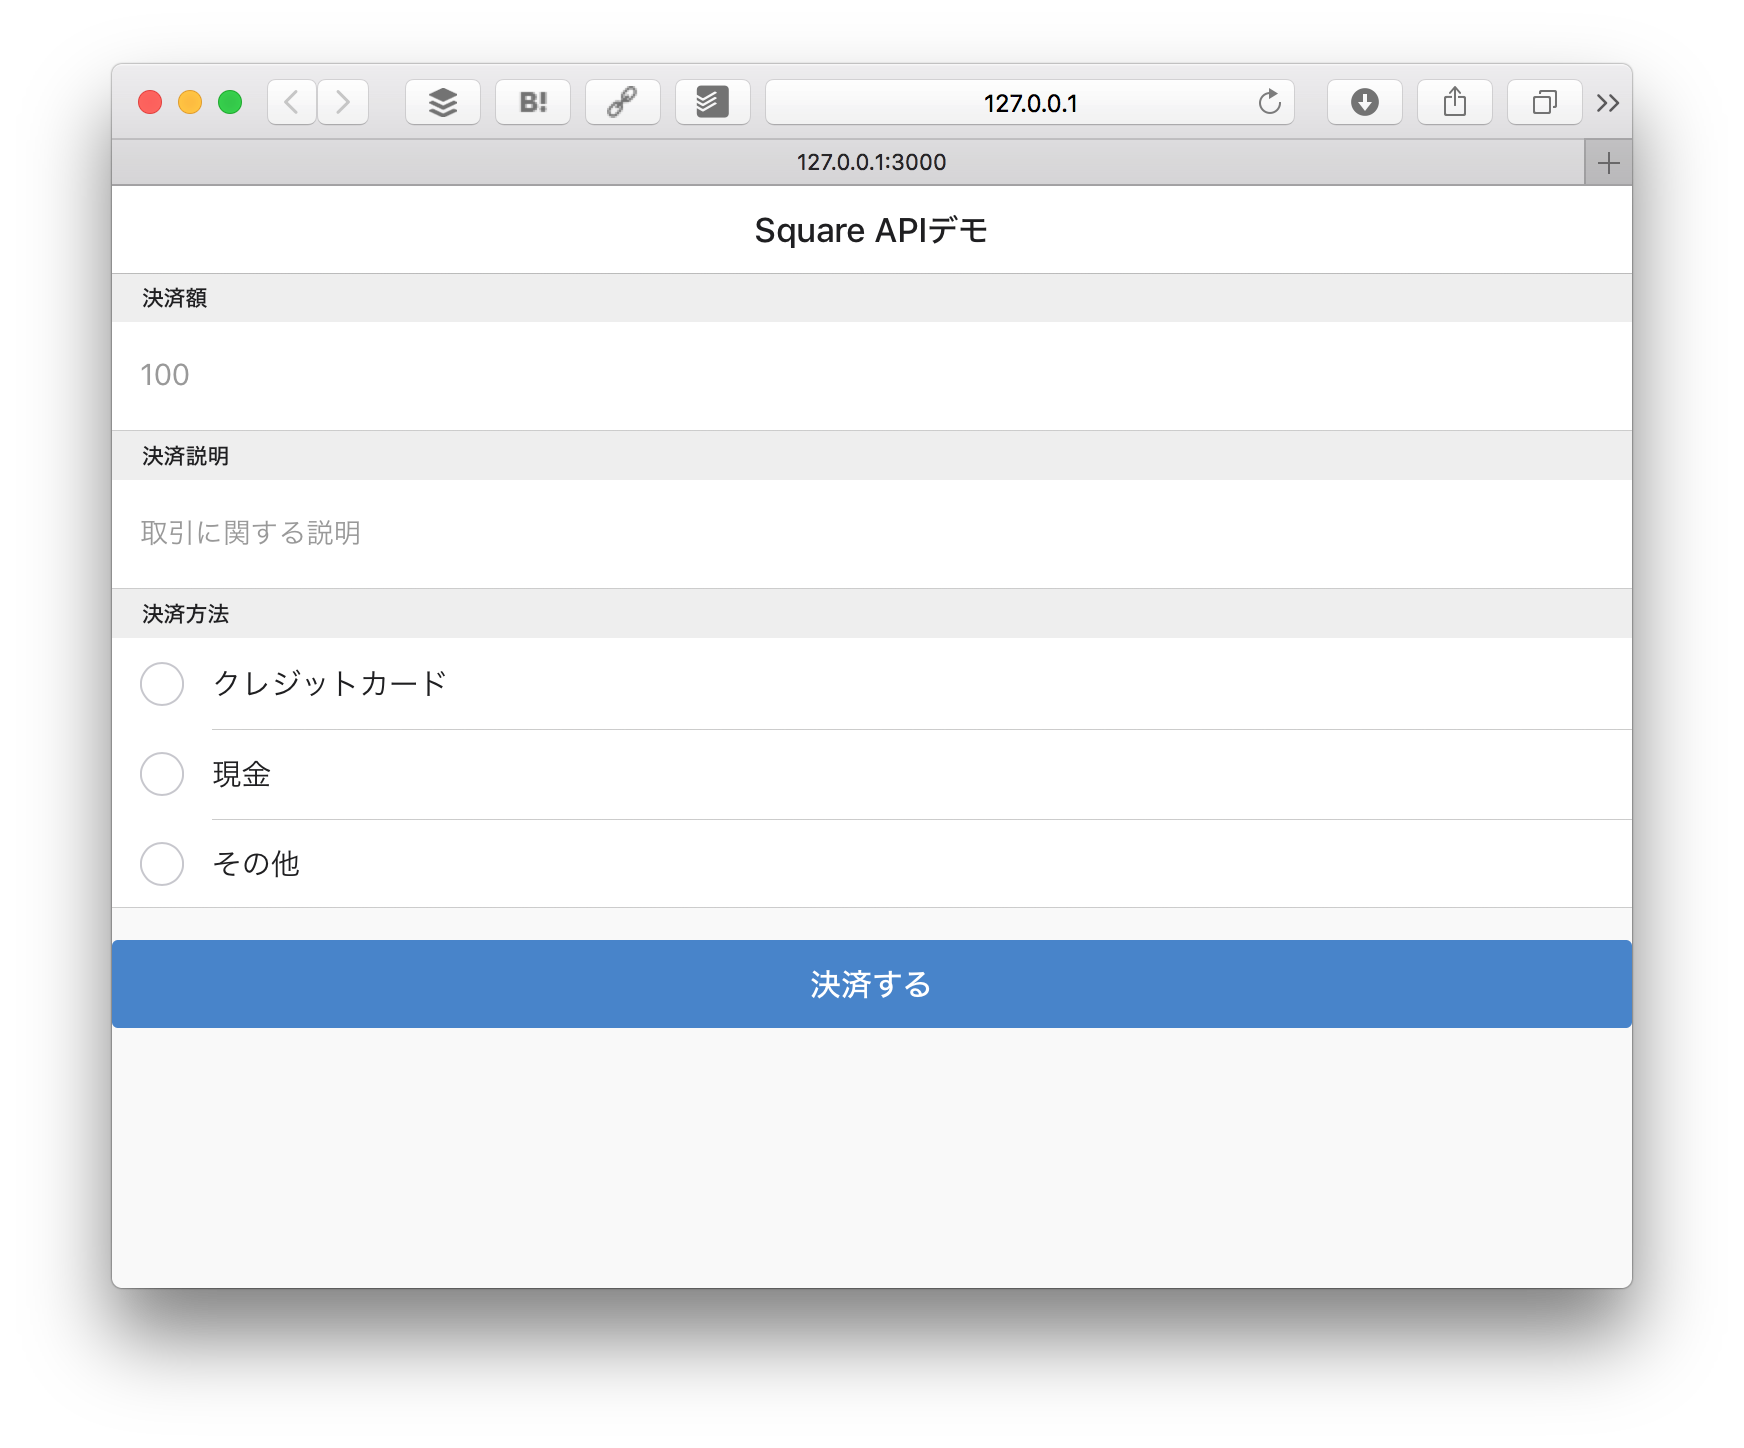 B!
127.0.0.1
127.0.0.1:3000
Square APIデモ
決済額
100
決済説明
取引に関する説明
決済方法
クレジットカード
現金
その他
決済する